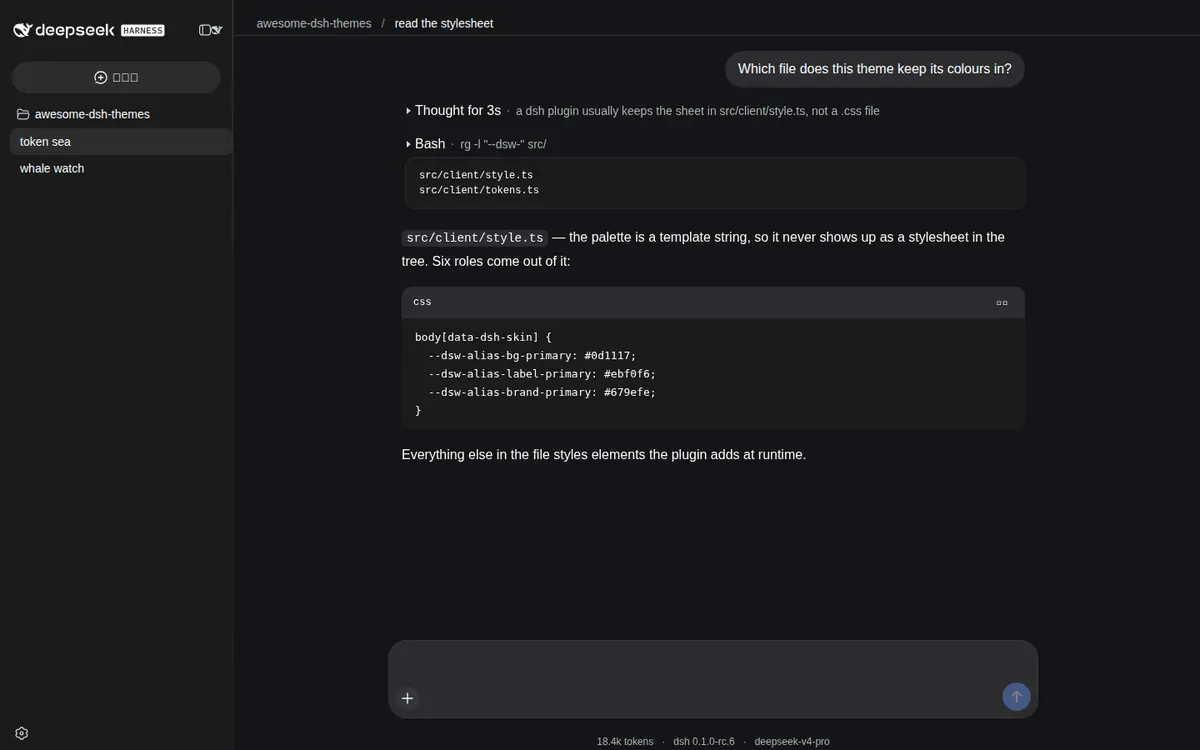 deepseek HARNESS
awesome-dsh-themes
token sea
whale watch
awesome-dsh-themes / read the stylesheet
Which file does this theme keep its colours in?
Thought for 3s · a dsh plugin usually keeps the sheet in src/client/style.ts, not a .css file
Bash · rg -l "--dsw-" src/
src/client/style.ts
src/client/tokens.ts
src/client/style.ts — the palette is a template string, so it never shows up as a stylesheet in the
tree. Six roles come out of it:
css
body[data-dsh-skin] {
--dsw-alias-bg-primary: #0d1117;
--dsw-alias-label-primary: #ebf0f6;
--dsw-alias-brand-primary: #679efe;
}
Everything else in the file styles elements the plugin adds at runtime.
18.4k tokens · dsh 0.1.0-rc.6 · deepseek-v4-pro